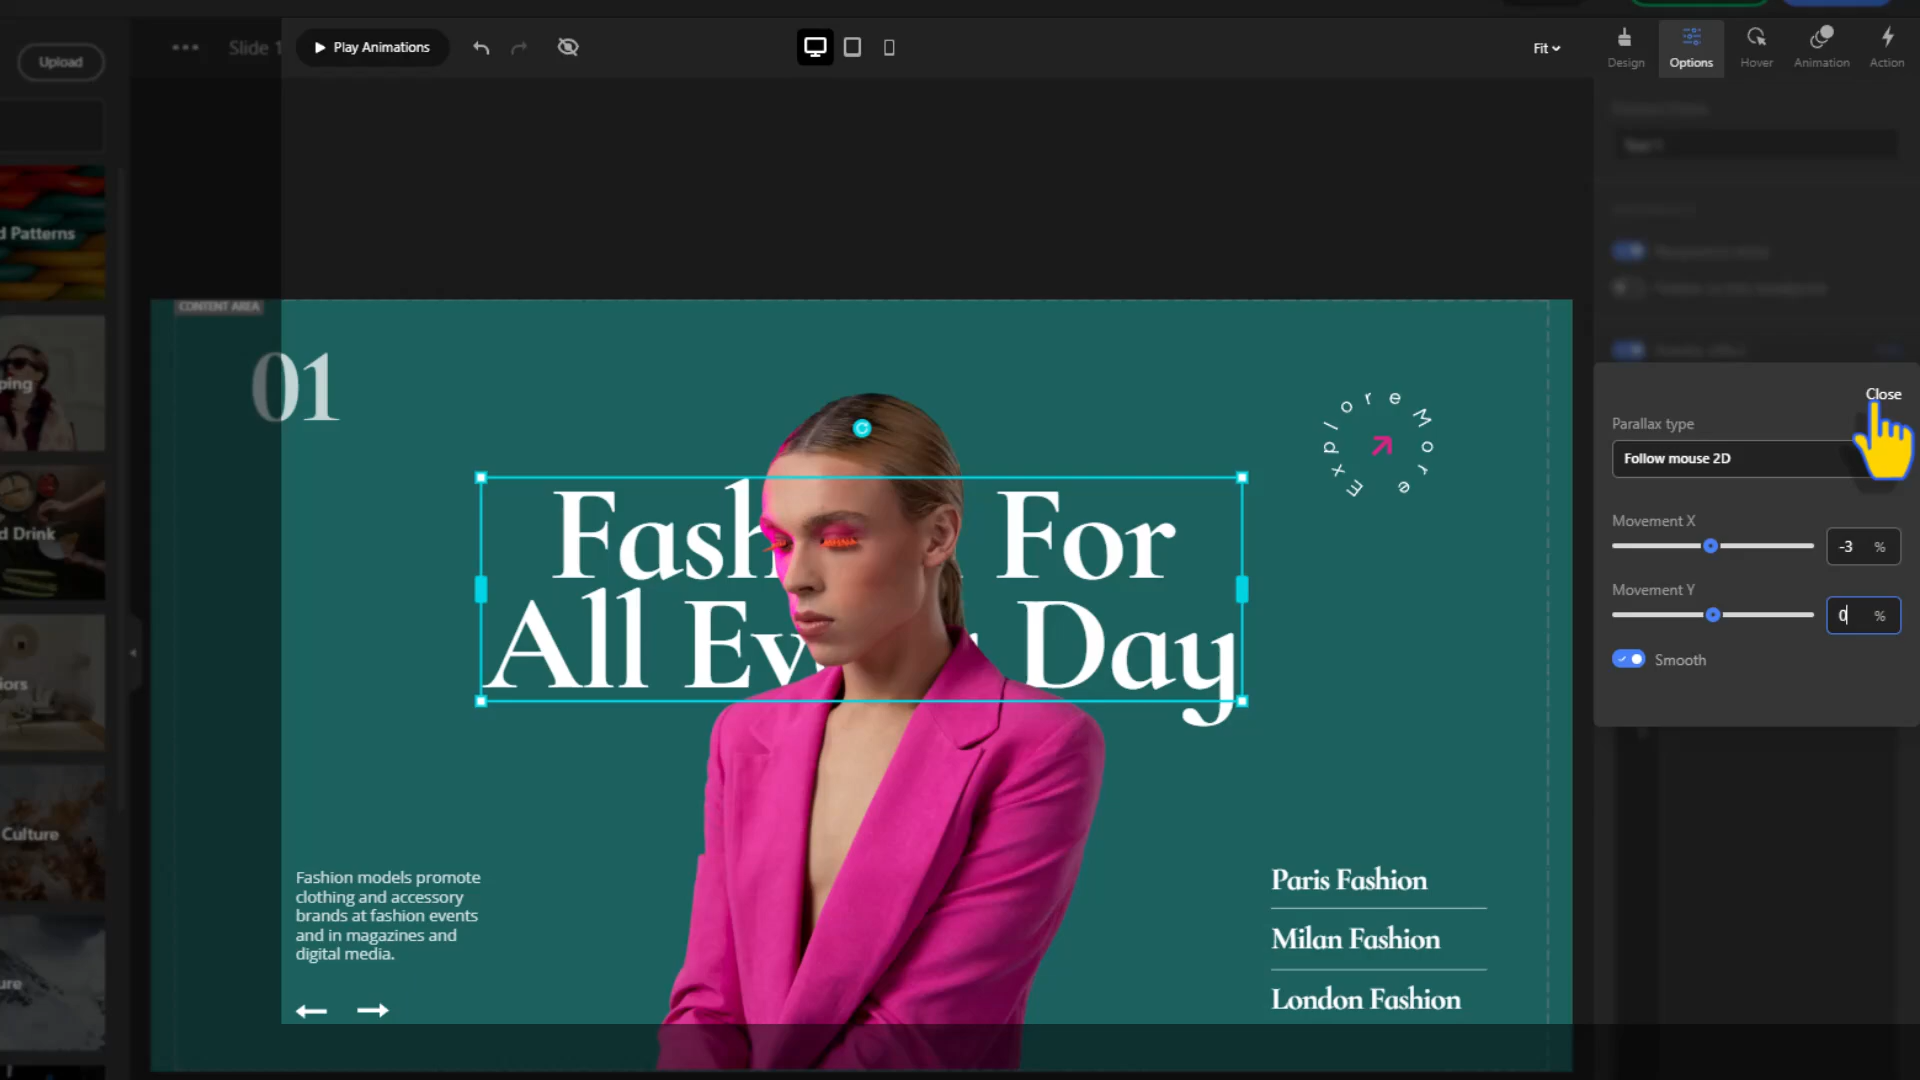 Upload
Slide 1
Play Animations
Fit
Design
Options
Hover
Animation
Action
d Patterns
ping
d Drink
iors
Culture
ure
CONTENT AREA
01
Explore More
Fash For
All Ev Day
Fashion models promote
clothing and accessory
brands at fashion events
and in magazines and
digital media.
Paris Fashion
Milan Fashion
London Fashion
Close
Parallax type
Follow mouse 2D
Movement X
-3 %
Movement Y
0 %
Smooth